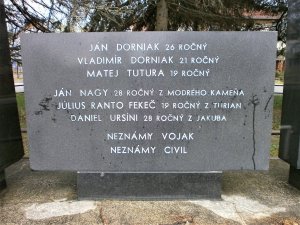 JÁN DORNIAK 26 ROČNÝ
VLADIMÍR DORNIAK 21 ROČNÝ
MATEJ TUTURA 19 ROČNÝ
JÁN NAGY 28 ROČNÝ Z MODRÉHO KAMEŇA
JÚLIUS RANTO FEKEČ 19 ROČNÝ Z TURIAN
DANIEL URSÍNI 28 ROČNÝ Z JAKUBA
NEZNÁMY VOJAK
NEZNÁMY CIVIL